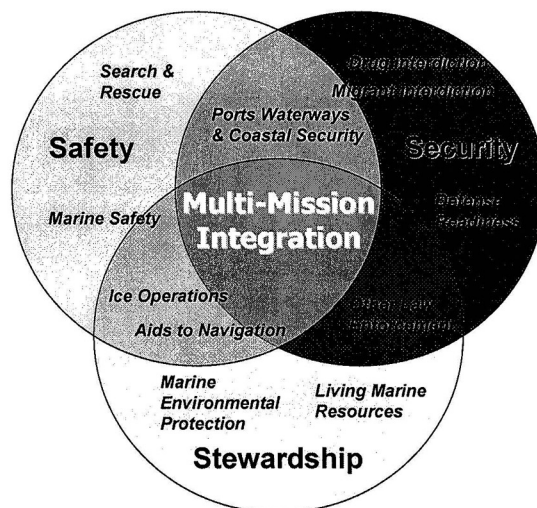 Search &
Rescue
Drug Interdiction
Migrant Interdiction
Ports Waterways
& Coastal Security
Safety
Security
Multi-Mission
Integration
Marine Safety
Defense
Readiness
Ice Operations
Aids to Navigation
Other Law
Enforcement
Marine
Environmental
Protection
Living Marine
Resources
Stewardship